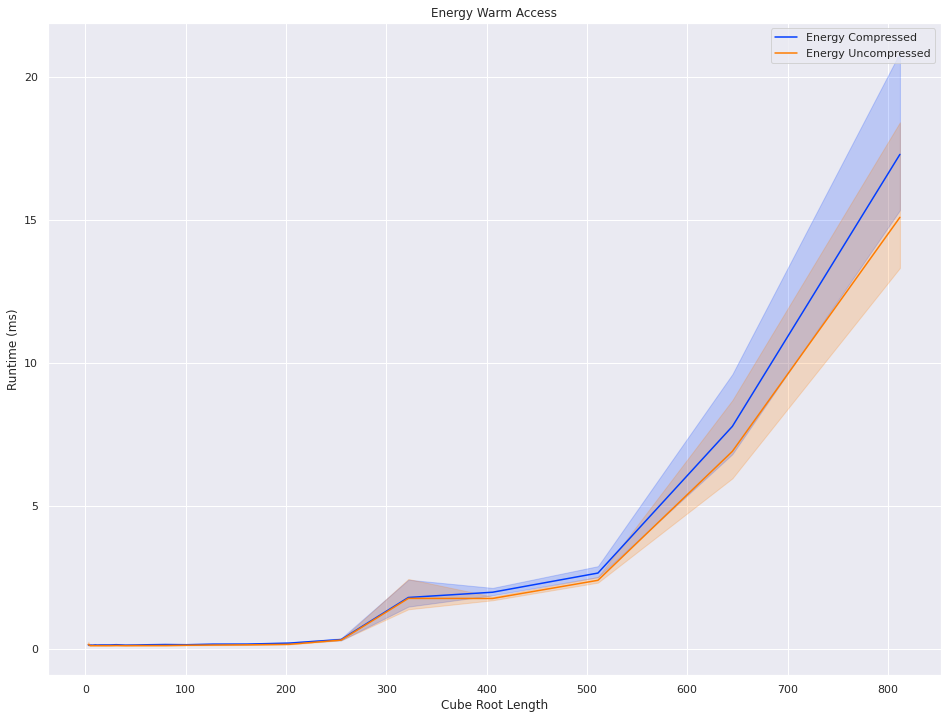 Energy Warm Access
Energy Compressed
Energy Uncompressed
20
15
10
5
0
Runtime (ms)
0 100 200 300 400 500 600 700 800
Cube Root Length